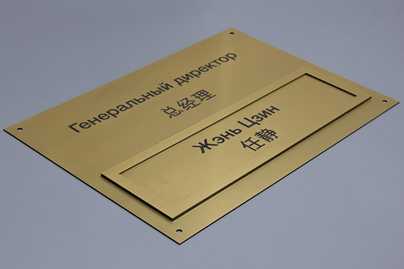 Генеральный директор
总经理
Жэнь Цзин
任静